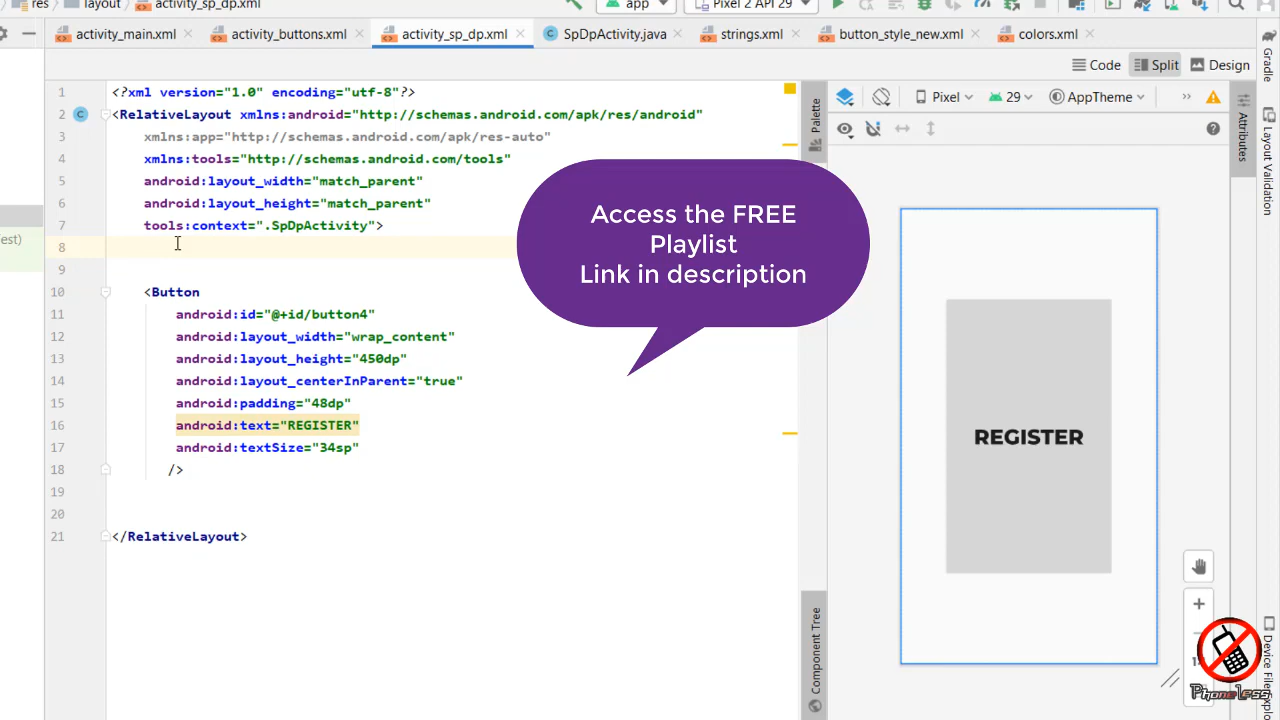 res layout activity_sp_dp.xml
app Pixel 2 API 29
activity_main.xml activity_buttons.xml activity_sp_dp.xml SpDpActivity.java strings.xml button_style_new.xml colors.xml
Code Split Design
Pixel 29 AppTheme
1 <?xml version="1.0" encoding="utf-8"?>
2 <RelativeLayout xmlns:android="http://schemas.android.com/apk/res/android"
3 xmlns:app="http://schemas.android.com/apk/res-auto"
4 xmlns:tools="http://schemas.android.com/tools"
5 android:layout_width="match_parent"
6 android:layout_height="match_parent"
7 tools:context=".SpDpActivity">
8
9
10 <Button
11 android:id="@+id/button4"
12 android:layout_width="wrap_content"
13 android:layout_height="450dp"
14 android:layout_centerInParent="true"
15 android:padding="48dp"
16 android:text="REGISTER"
17 android:textSize="34sp"
18 />
19
20
21 </RelativeLayout>
est)
Access the FREE
Playlist
Link in description
Palette
Component Tree
REGISTER
Attributes
Gradle
Layout Validation
Device File Explo
PhoneLess